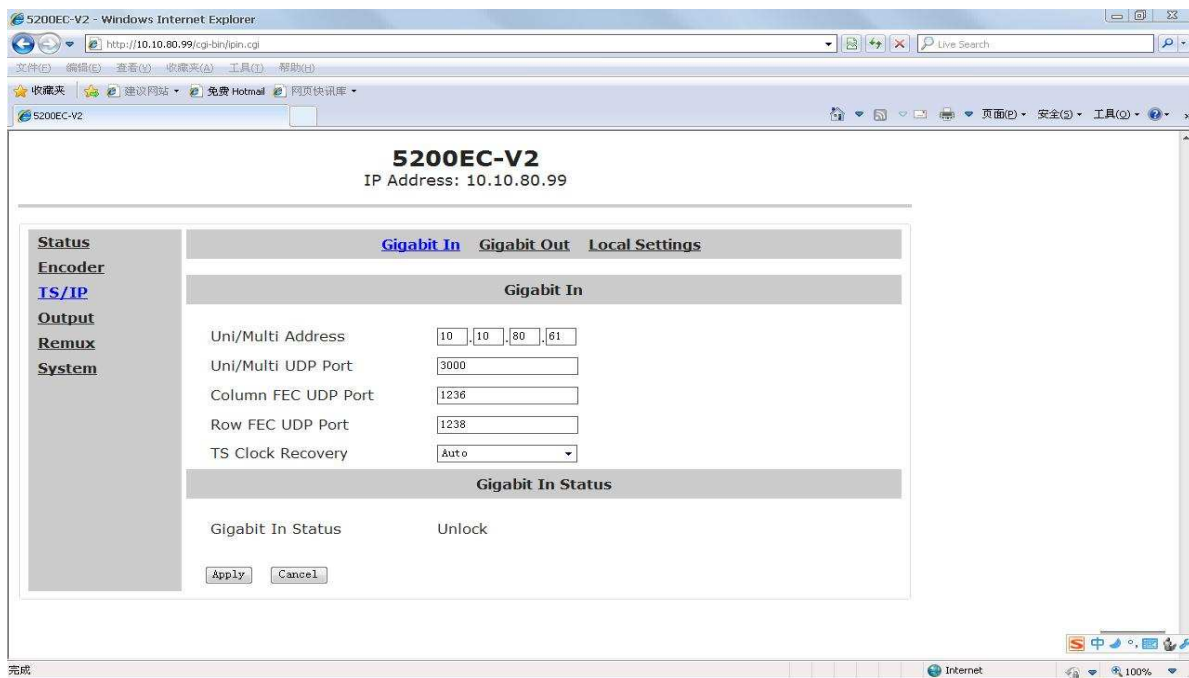 5200EC-V2 - Windows Internet Explorer
http://10.10.80.99/cgi-bin/ipin.cgi
Live Search
文件(F) 编辑(E) 查看(V) 收藏夹(A) 工具(T) 帮助(H)
收藏夹 建议网站 免费 Hotmail 网页快讯库
5200EC-V2 页面(P) 安全(S) 工具(O)
5200EC-V2
IP Address: 10.10.80.99
Status
Encoder
TS/IP
Output
Remux
System
Gigabit In Gigabit Out Local Settings
Gigabit In
Uni/Multi Address 10 . 10 . 80 . 61
Uni/Multi UDP Port 3000
Column FEC UDP Port 1236
Row FEC UDP Port 1238
TS Clock Recovery Auto
Gigabit In Status
Gigabit In Status Unlock
Apply Cancel
S 中
完成 Internet 100%